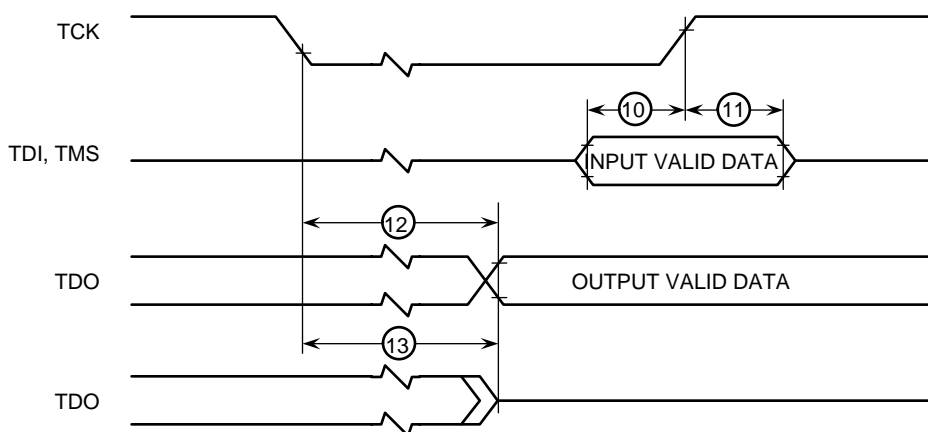 TCK
10
11
TDI, TMS
INPUT VALID DATA
12
TDO
OUTPUT VALID DATA
13
TDO